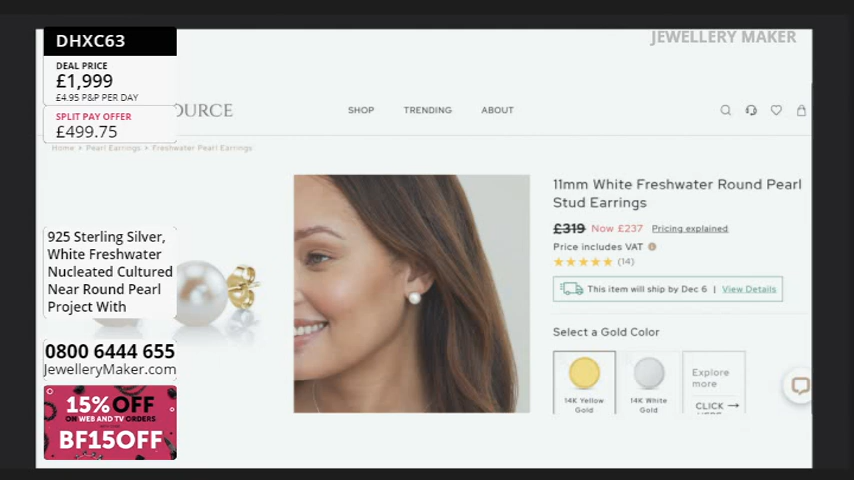 DHXC63
DEAL PRICE
£1,999
£4.95 P&P PER DAY
SPLIT PAY OFFER
£499.75
JEWELLERY MAKER
OURCE
SHOP TRENDING ABOUT
Home > Pearl Earrings > Freshwater Pearl Earrings
925 Sterling Silver,
White Freshwater
Nucleated Cultured
Near Round Pearl
Project With
0800 6444 655
JewelleryMaker.com
15% OFF
ON WEB AND TV ORDERS
BF15OFF
11mm White Freshwater Round Pearl
Stud Earrings
£319 Now £237 Pricing explained
Price includes VAT
(14)
This item will ship by Dec 6 | View Details
Select a Gold Color
14K Yellow
Gold
14K White
Gold
Explore
more
CLICK